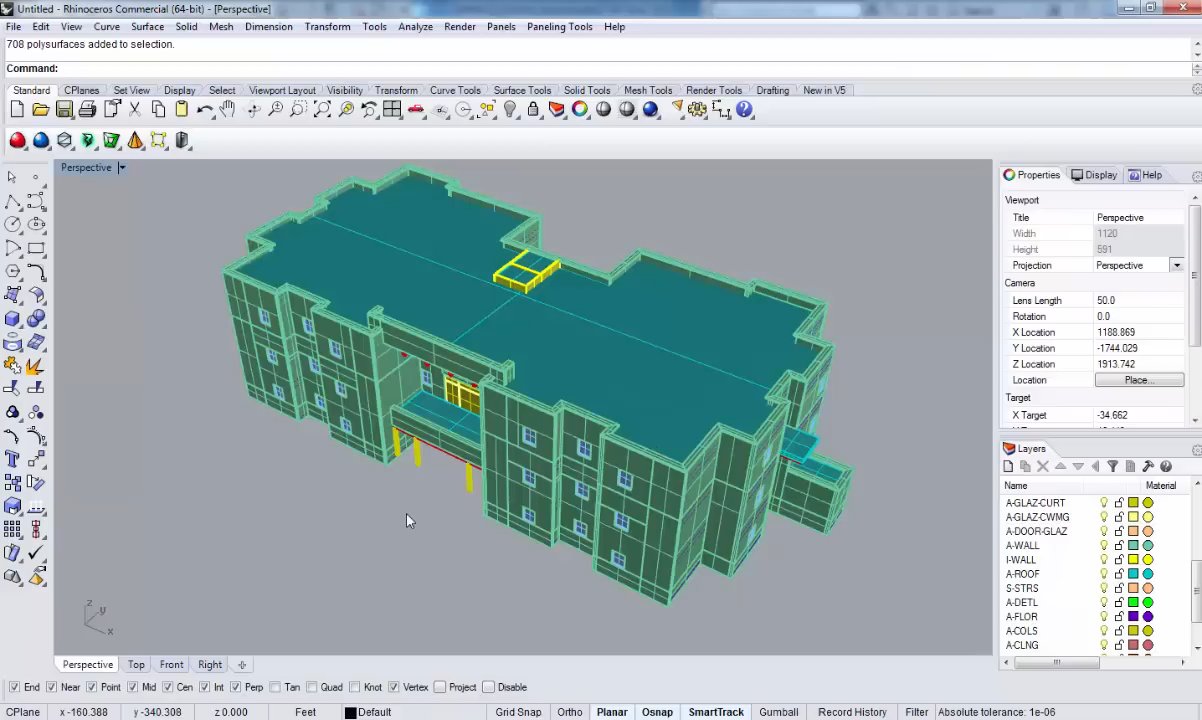 Untitled - Rhinoceros Commercial (64-bit) - [Perspective]
File Edit View Curve Surface Solid Mesh Dimension Transform Tools Analyze Render Panels Paneling Tools Help
708 polysurfaces added to selection.
Command:
Standard CPlanes Set View Display Select Viewport Layout Visibility Transform Curve Tools Surface Tools Solid Tools Mesh Tools Render Tools Drafting New in V5
Perspective
Properties Display Help
Viewport
Title Perspective
Width 1120
Height 591
Projection Perspective
Camera
Lens Length 50.0
Rotation 0.0
X Location 1188.869
Y Location -1744.029
Z Location 1913.742
Location Place...
Target
X Target -34.662
Layers
Name Material
A-GLAZ-CURT
A-GLAZ-CWMG
A-DOOR-GLAZ
A-WALL
I-WALL
A-ROOF
S-STRS
A-DETL
A-FLOR
A-COLS
A-CLNG
z
y
x
Perspective Top Front Right
End Near Point Mid Cen Int Perp Tan Quad Knot Vertex Project Disable
CPlane x -160.388 y -340.308 z 0.000 Feet Default Grid Snap Ortho Planar Osnap SmartTrack Gumball Record History Filter Absolute tolerance: 1e-06